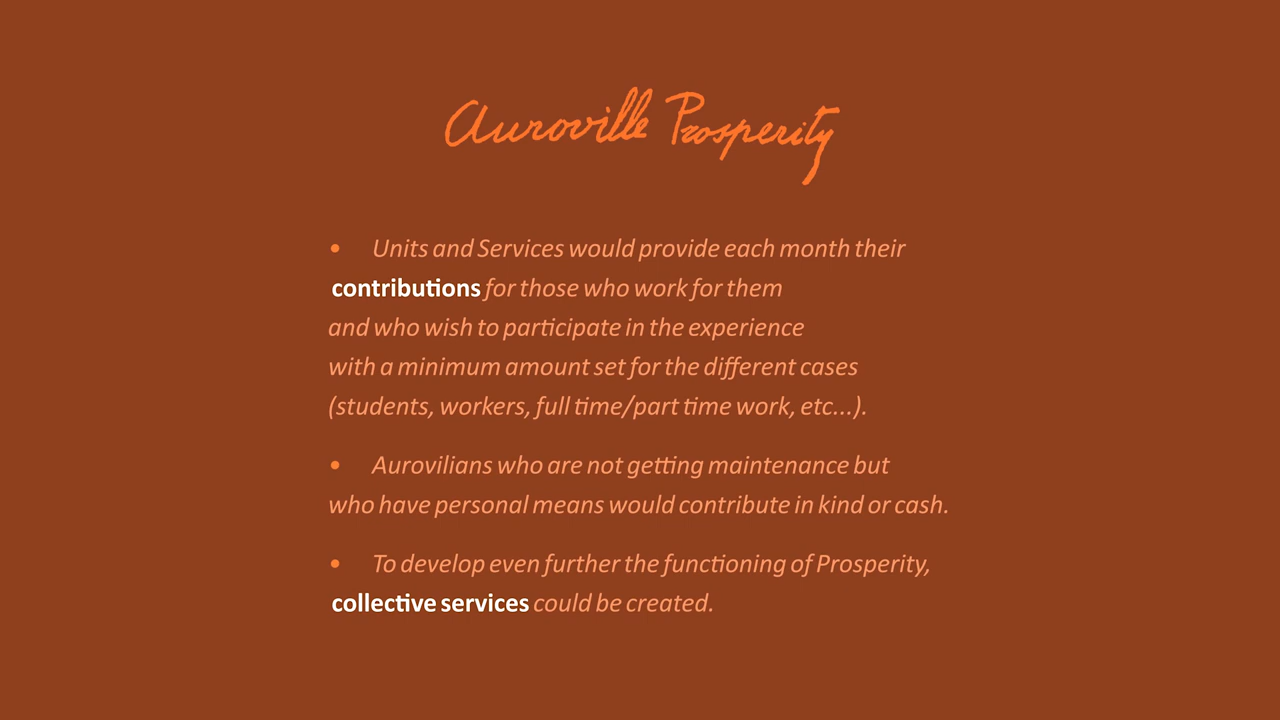 Auroville Prosperity
• Units and Services would provide each month their
contributions for those who work for them
and who wish to participate in the experience
with a minimum amount set for the different cases
(students, workers, full time/part time work, etc...).
• Aurovilians who are not getting maintenance but
who have personal means would contribute in kind or cash.
• To develop even further the functioning of Prosperity,
collective services could be created.